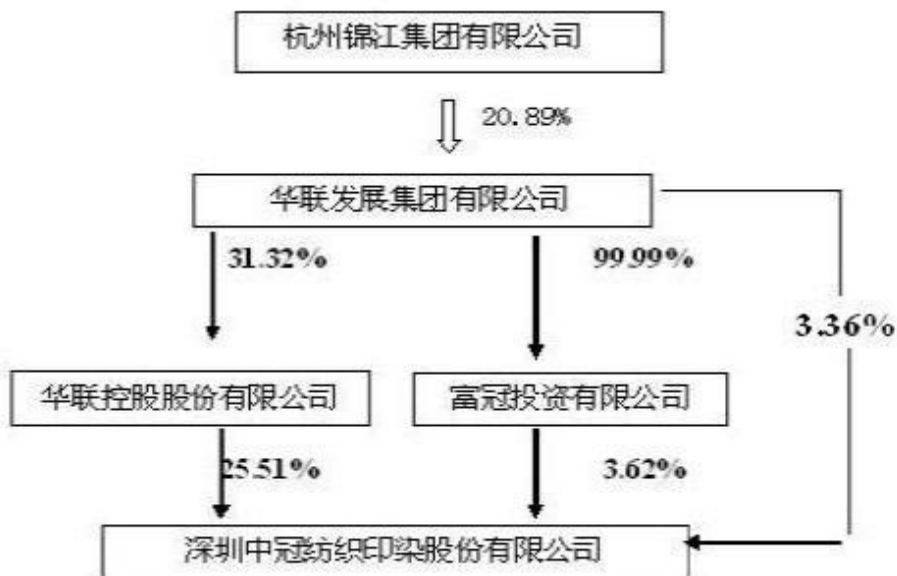 杭州锦江集团有限公司
20.89%
华联发展集团有限公司
31.32%
99.99%
3.36%
华联控股股份有限公司
富冠投资有限公司
25.51%
3.62%
深圳中冠纺织印染股份有限公司